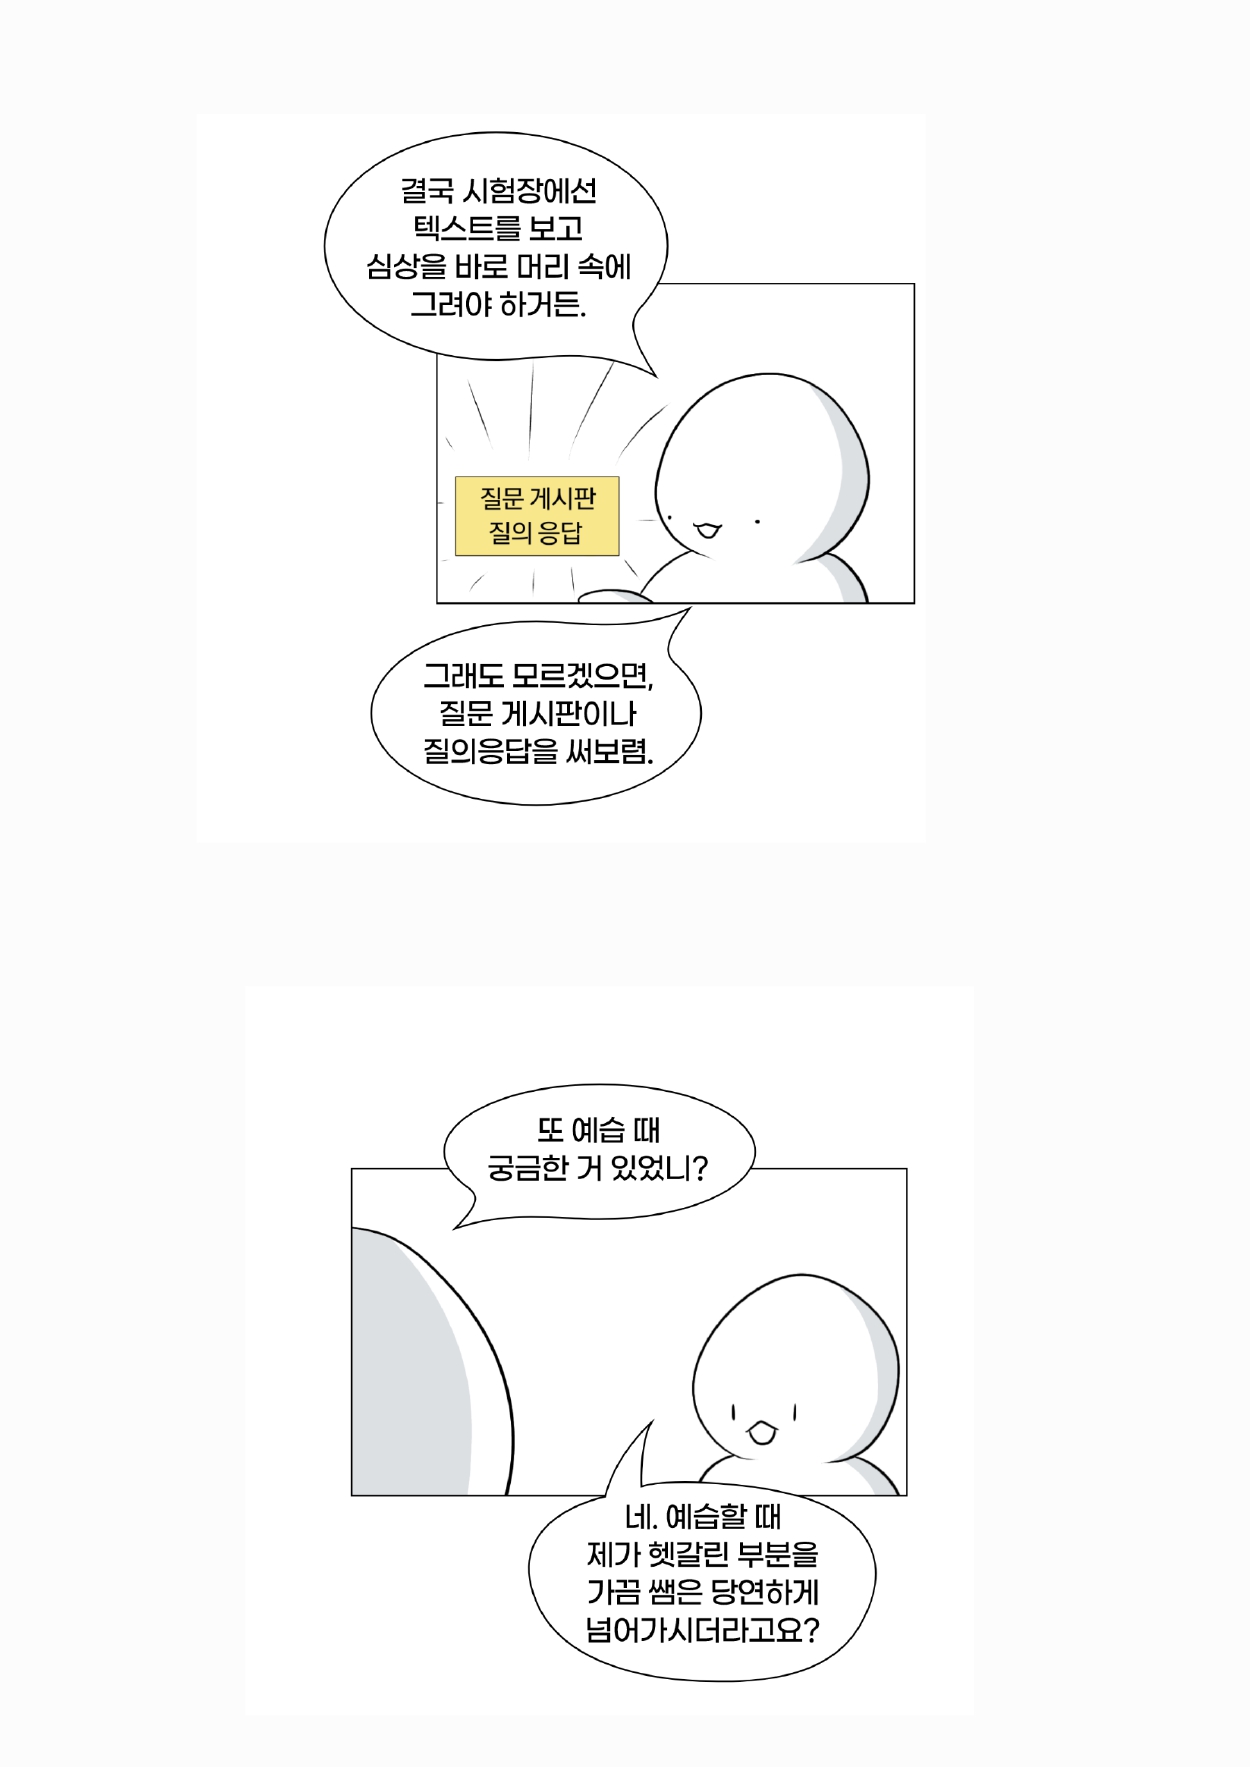 결국 시험장에선
텍스트를 보고
심상을 바로 머리 속에
그려야 하거든.
질문 게시판
질의 응답
그래도 모르겠으면,
질문 게시판이나
질의응답을 써보렴.
또 예습 때
궁금한 거 있었니?
네. 예습할 때
제가 헷갈린 부분을
가끔 쌤은 당연하게
넘어가시더라고요?